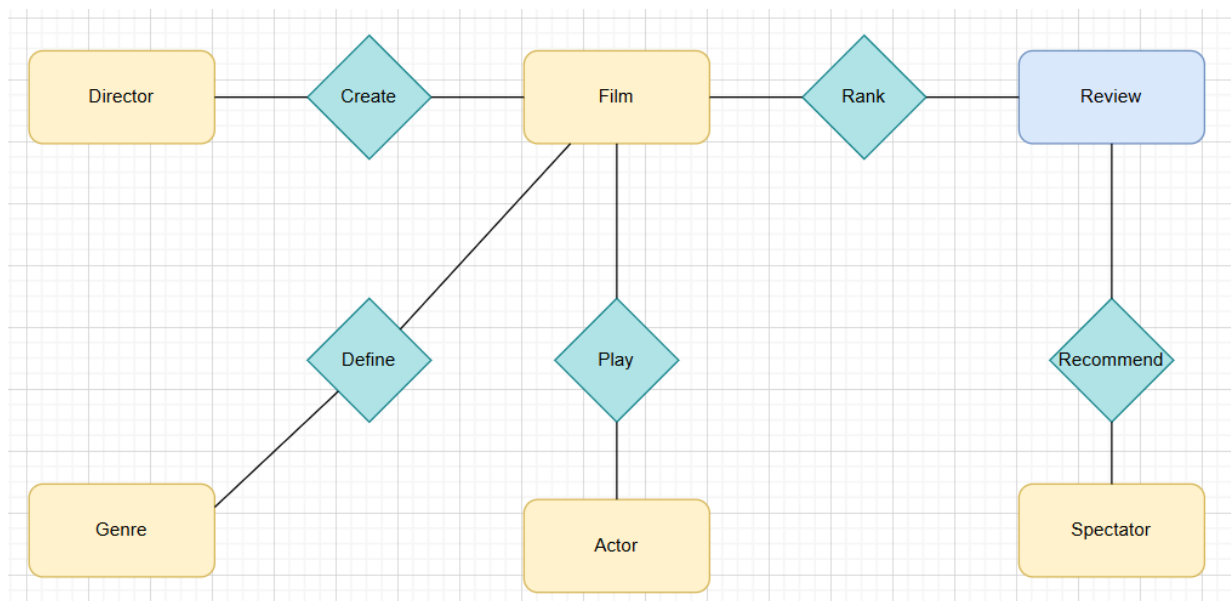 Director
Create
Film
Rank
Review
Define
Play
Recommend
Genre
Actor
Spectator